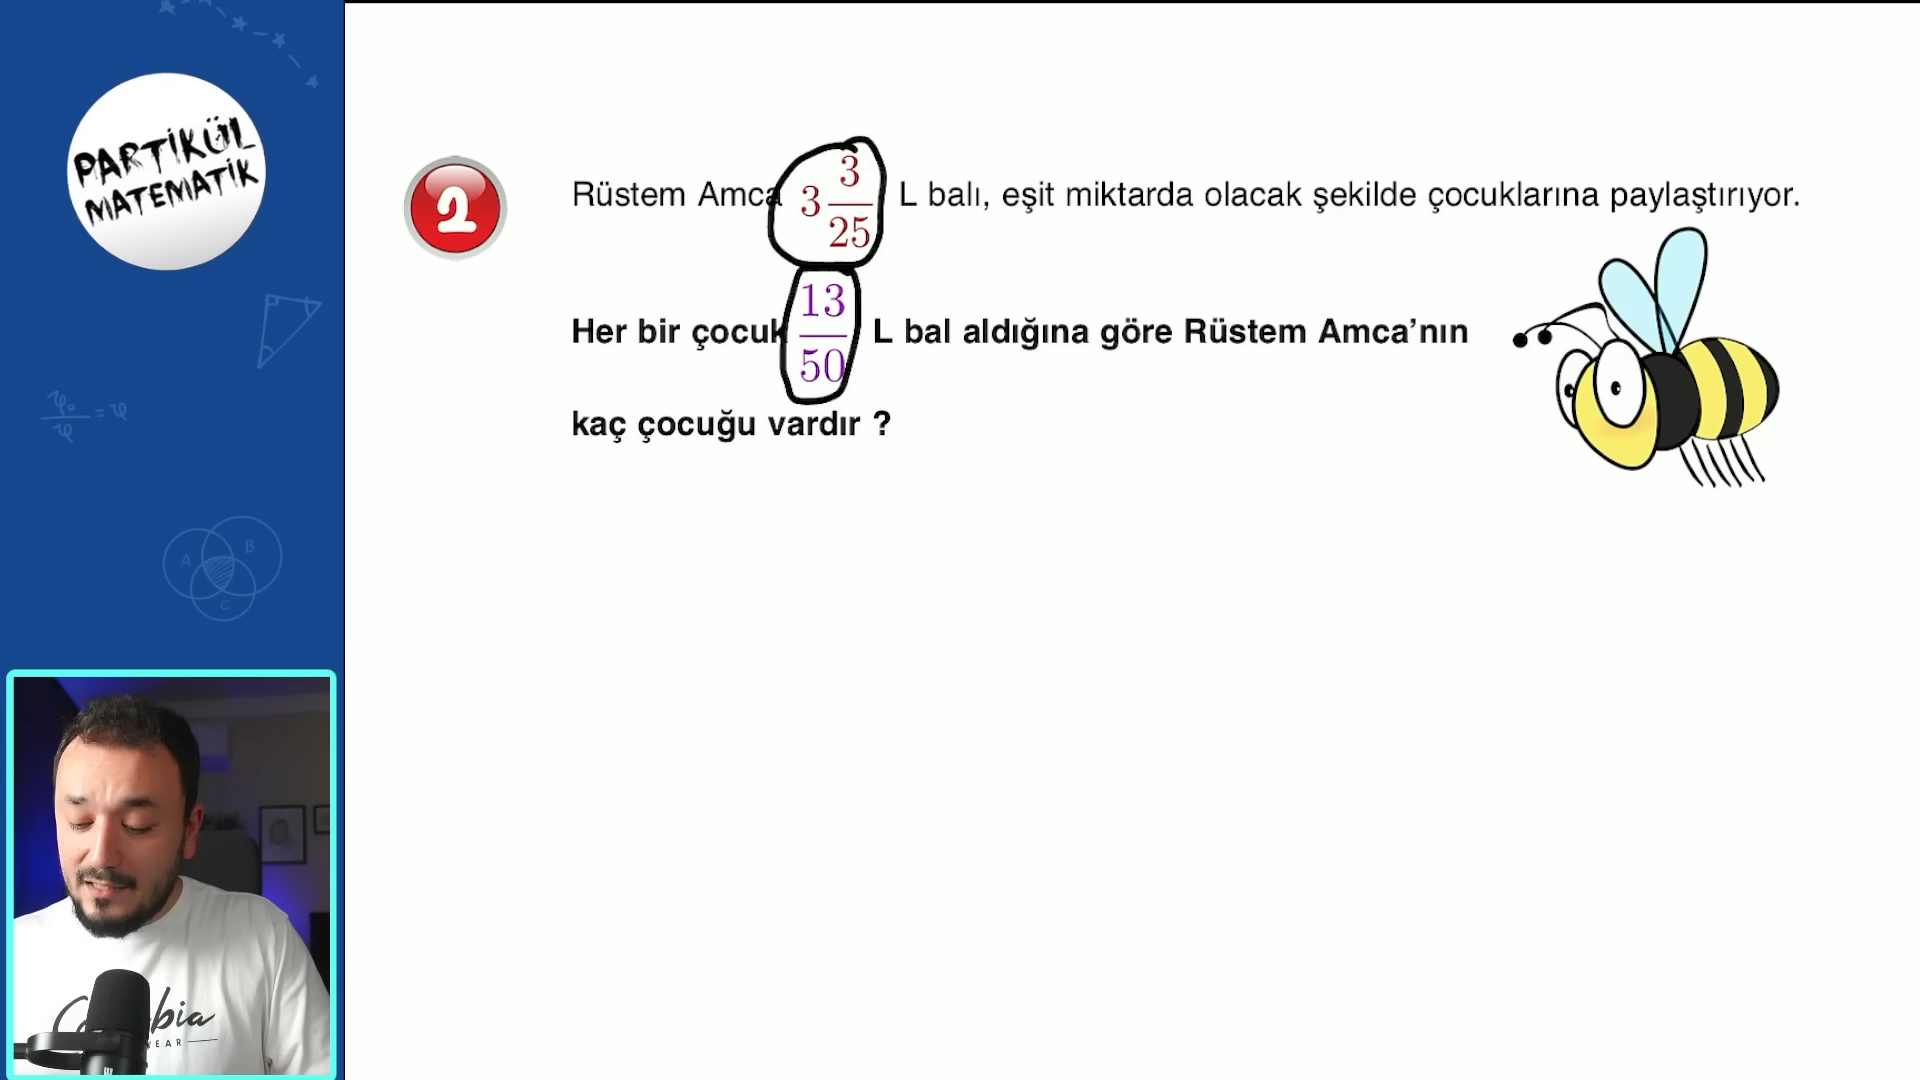 PARTİKÜL
MATEMATİK
2
Rüstem Amca 3 3/25 L balı, eşit miktarda olacak şekilde çocuklarına paylaştırıyor.
Her bir çocuk 13/50 L bal aldığına göre Rüstem Amca'nın
kaç çocuğu vardır ?
A
B
C